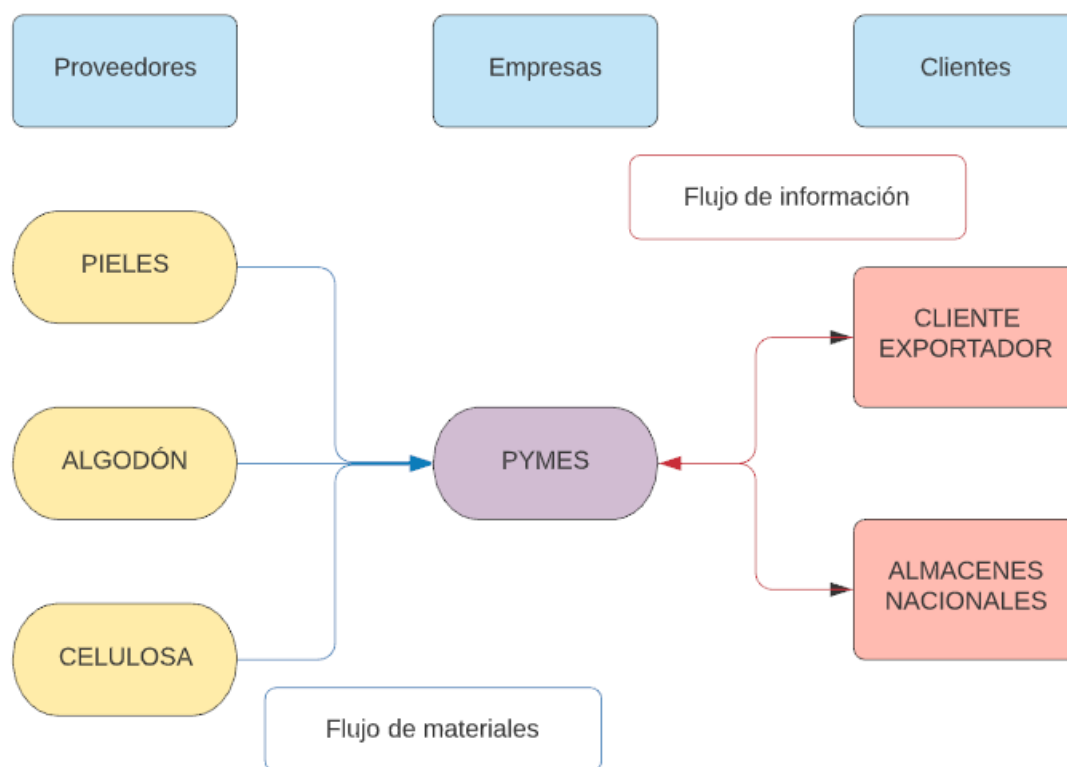 Proveedores
Empresas
Clientes
Flujo de información
PIELES
CLIENTE
EXPORTADOR
ALGODÓN
PYMES
ALMACENES
NACIONALES
CELULOSA
Flujo de materiales